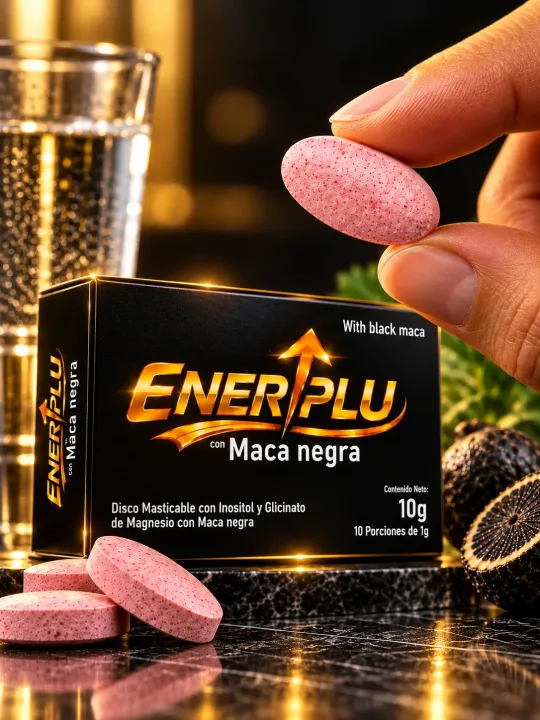 With black maca
ENERPLU
con Maca negra
Disco Masticable con Inositol y Glicinato
de Magnesio con Maca negra
Contenido Neto:
10g
10 Porciones de 1g
ENERPLU
con Maca negra